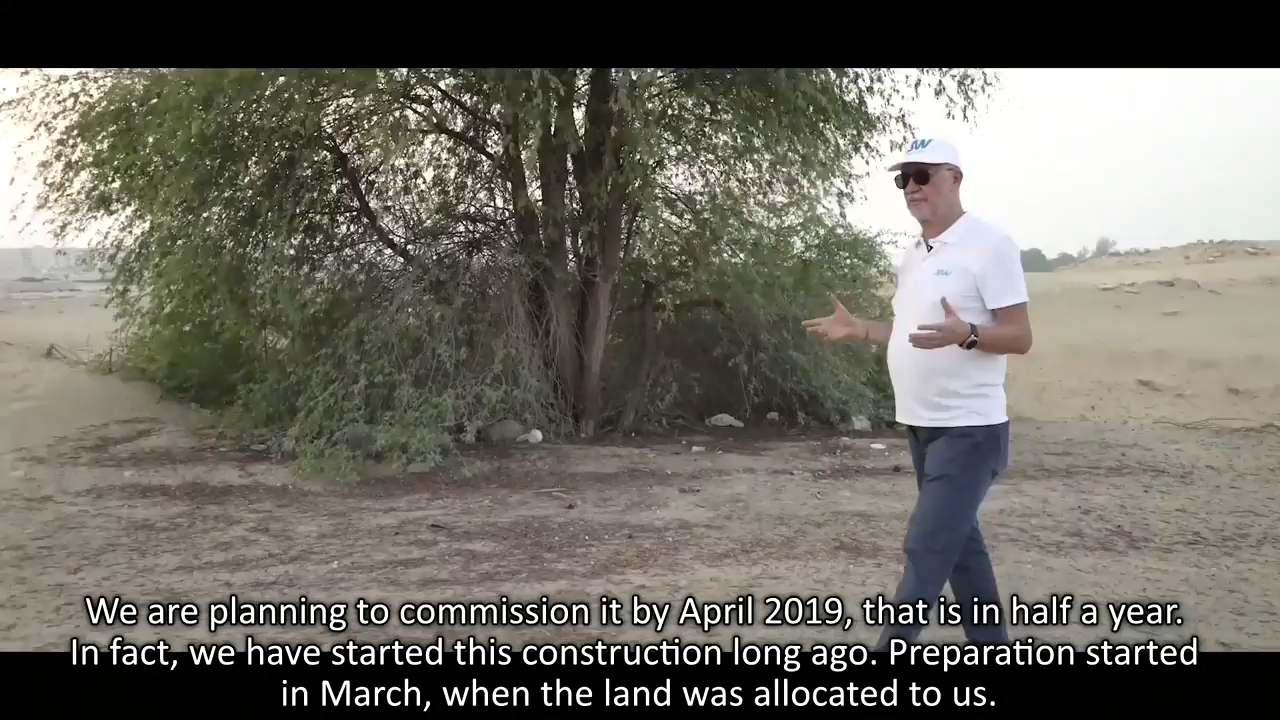 We are planning to commission it by April 2019, that is in half a year.
In fact, we have started this construction long ago. Preparation started
in March, when the land was allocated to us.